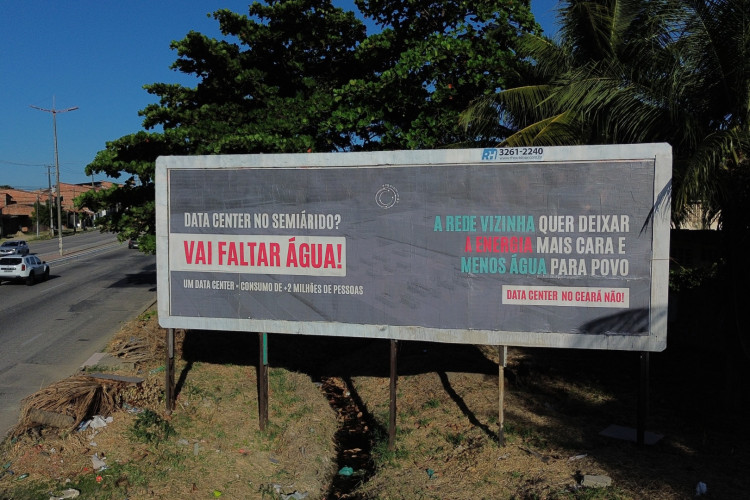 RM 3261-2240
DATA CENTER NO SEMIÁRIDO?
VAI FALTAR ÁGUA!
UM DATA CENTER = CONSUMO DE +2 MILHÕES DE PESSOAS
A REDE VIZINHA QUER DEIXAR
A ENERGIA MAIS CARA E
MENOS ÁGUA PARA POVO
DATA CENTER NO CEARÁ NÃO!